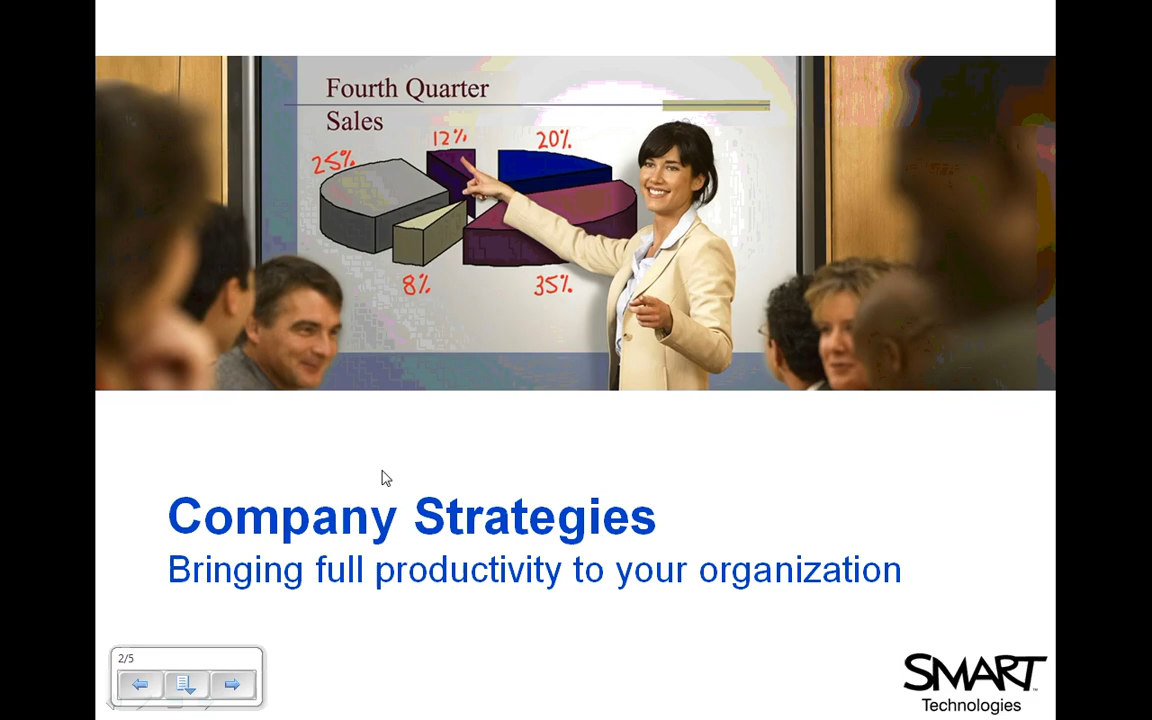 Fourth Quarter
Sales
12%
20%
25%
8%
35%
Company Strategies
Bringing full productivity to your organization
2/5
SMART
Technologies